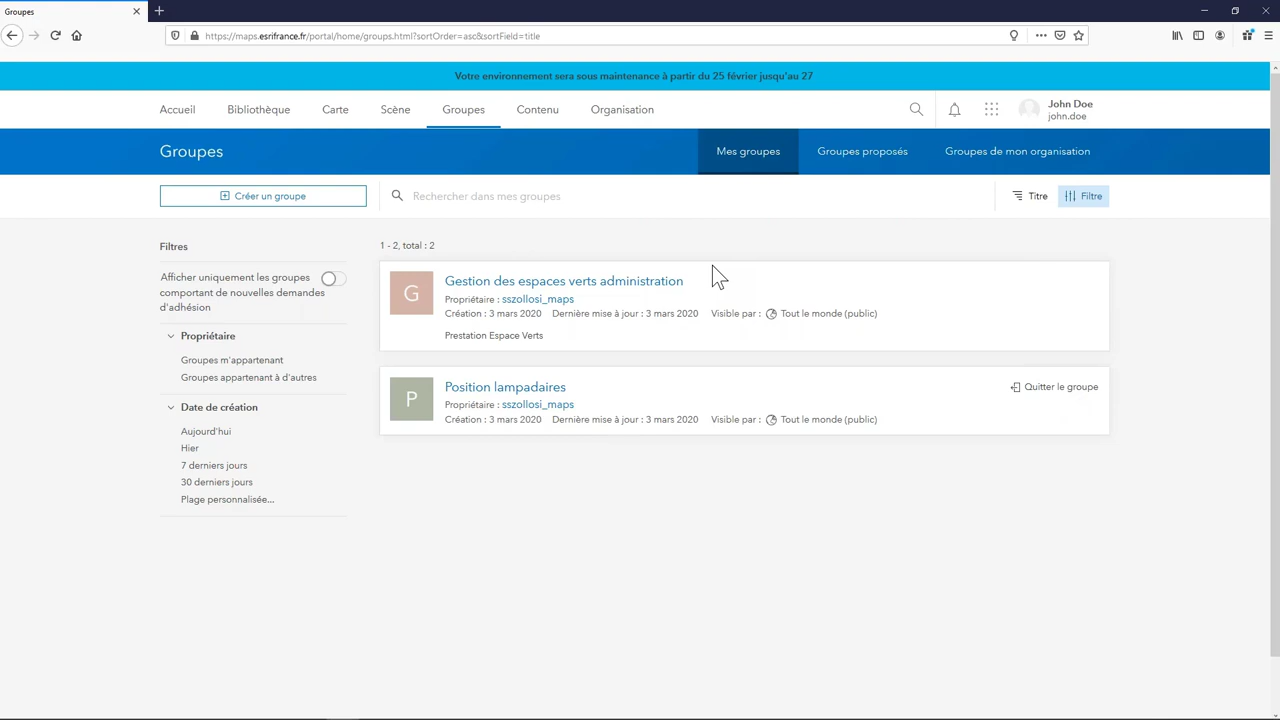 Groupes
https://maps.esrifrance.fr/portal/home/groups.html?sortOrder=asc&sortField=title
Votre environnement sera sous maintenance à partir du 25 février jusqu'au 27
Accueil Bibliothèque Carte Scène Groupes Contenu Organisation
John Doe
john.doe
Groupes
Mes groupes Groupes proposés Groupes de mon organisation
Créer un groupe
Rechercher dans mes groupes
Titre
Filtre
Filtres
Afficher uniquement les groupes
comportant de nouvelles demandes
d'adhésion
Propriétaire
Groupes m'appartenant
Groupes appartenant à d'autres
Date de création
Aujourd'hui
Hier
7 derniers jours
30 derniers jours
Plage personnalisée...
1 - 2, total : 2
G
Gestion des espaces verts administration
Propriétaire : sszollosi_maps
Création : 3 mars 2020 Dernière mise à jour : 3 mars 2020 Visible par : Tout le monde (public)
Prestation Espace Verts
P
Position lampadaires
Quitter le groupe
Propriétaire : sszollosi_maps
Création : 3 mars 2020 Dernière mise à jour : 3 mars 2020 Visible par : Tout le monde (public)